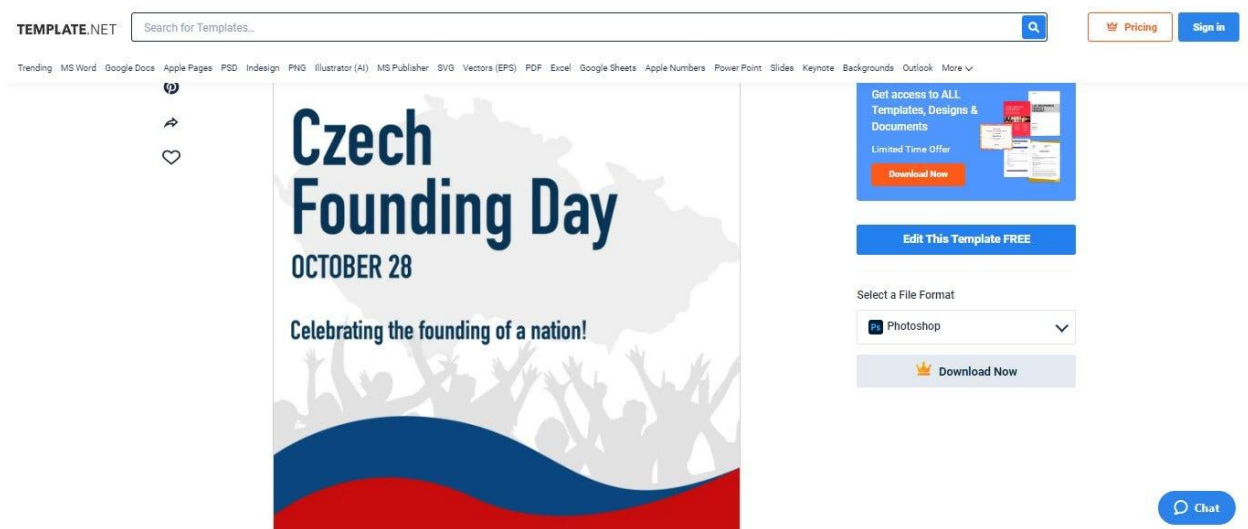 TEMPLATE.NET
Search for Templates...
Pricing
Sign in
Trending MS Word Google Docs Apple Pages PSD Indesign PNG Illustrator (AI) MS Publisher SVG Vectors (EPS) PDF Excel Google Sheets Apple Numbers Power Point Slides Keynote Backgrounds Outlook More
Czech
Founding Day
OCTOBER 28
Celebrating the founding of a nation!
Get access to ALL
Templates, Designs &
Documents
Limited Time Offer
Download Now
Edit This Template FREE
Select a File Format
Ps Photoshop
Download Now
Chat